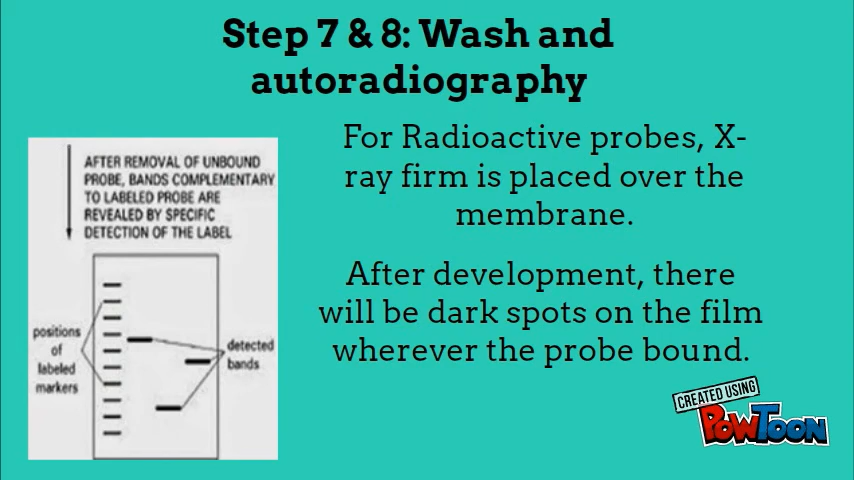 Step 7 & 8: Wash and
autoradiography
For Radioactive probes, X-
ray firm is placed over the
membrane.
After development, there
will be dark spots on the film
wherever the probe bound.
AFTER REMOVAL OF UNBOUND
PROBE, BANDS COMPLEMENTARY
TO LABELED PROBE ARE
REVEALED BY SPECIFIC
DETECTION OF THE LABEL
positions
of
labeled
markers
detected
bands
CREATED USING
POWTOON